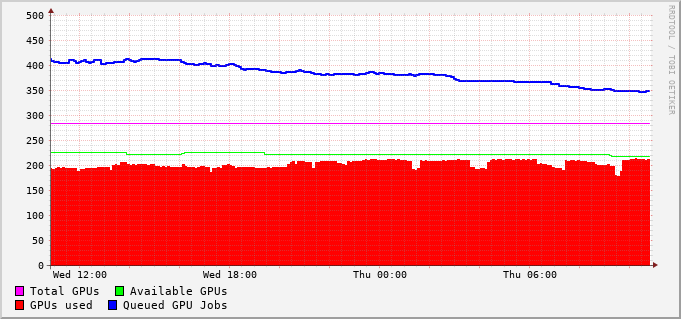 500
450
400
350
300
250
200
150
100
50
0
Wed 12:00 Wed 18:00 Thu 00:00 Thu 06:00
Total GPUs Available GPUs
GPUs used Queued GPU Jobs
RRDTOOL / TOBI OETIKER